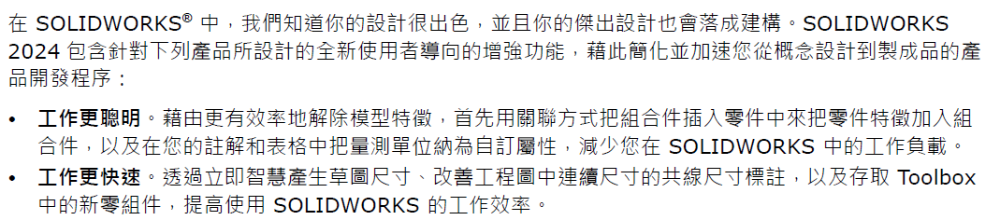 在 SOLIDWORKS® 中，我們知道你的設計很出色，並且你的傑出設計也會落成建構。SOLIDWORKS
2024 包含針對下列產品所設計的全新使用者導向的增強功能，藉此簡化並加速您從概念設計到製成品的產
品開發程序：
• 工作更聰明。藉由更有效率地解除模型特徵，首先用關聯方式把組合件插入零件中來把零件特徵加入組
合件，以及在您的註解和表格中把量測單位納為自訂屬性，減少您在 SOLIDWORKS 中的工作負載。
• 工作更快速。透過立即智慧產生草圖尺寸、改善工程圖中連續尺寸的共線尺寸標註，以及存取 Toolbox
中的新零組件，提高使用 SOLIDWORKS 的工作效率。